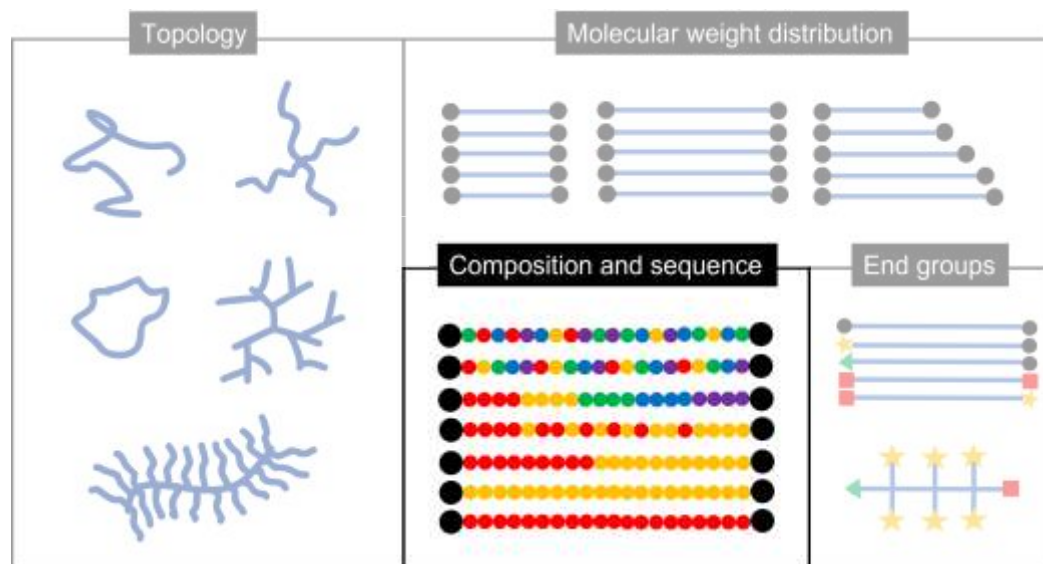 Topology
Molecular weight distribution
Composition and sequence
End groups